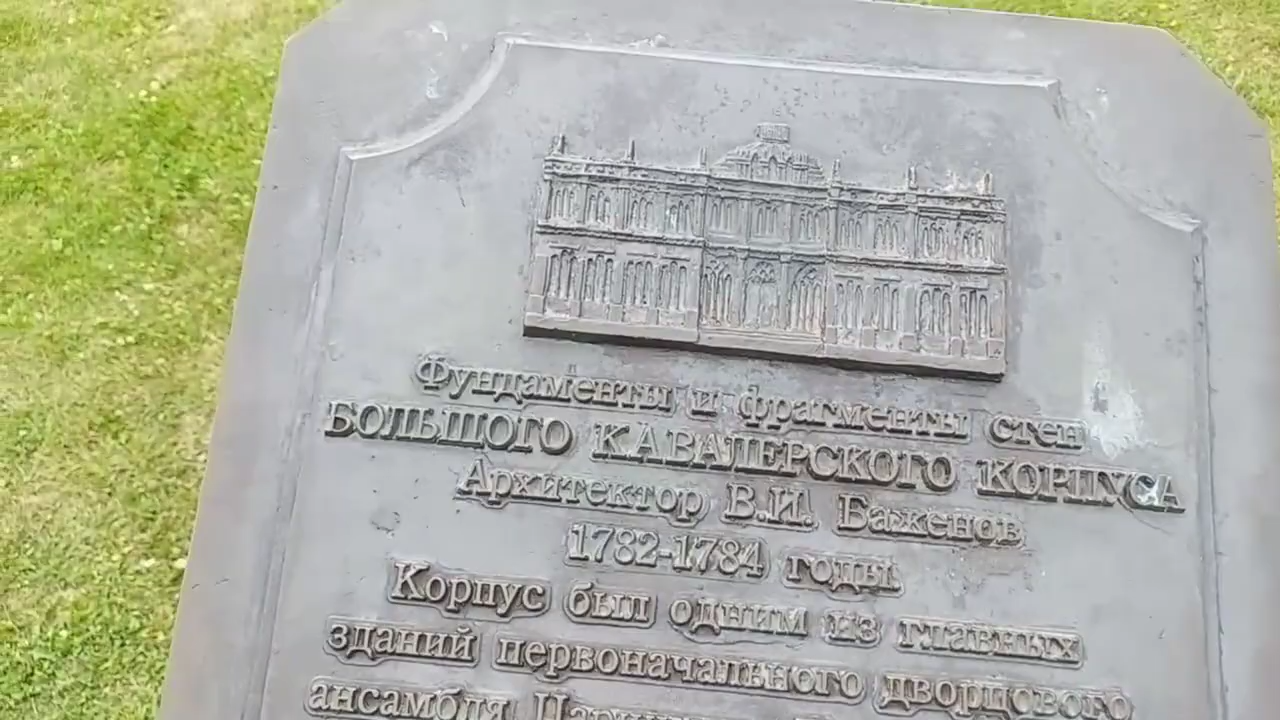 Фундаменты и фрагменты стен
БОЛЬШОГО КАВАЛЕРСКОГО КОРПУСА
Архитектор В.И. Баженов
1782-1784 годы.
Корпус был одним из главных
зданий первоначального дворцового
ансамбля